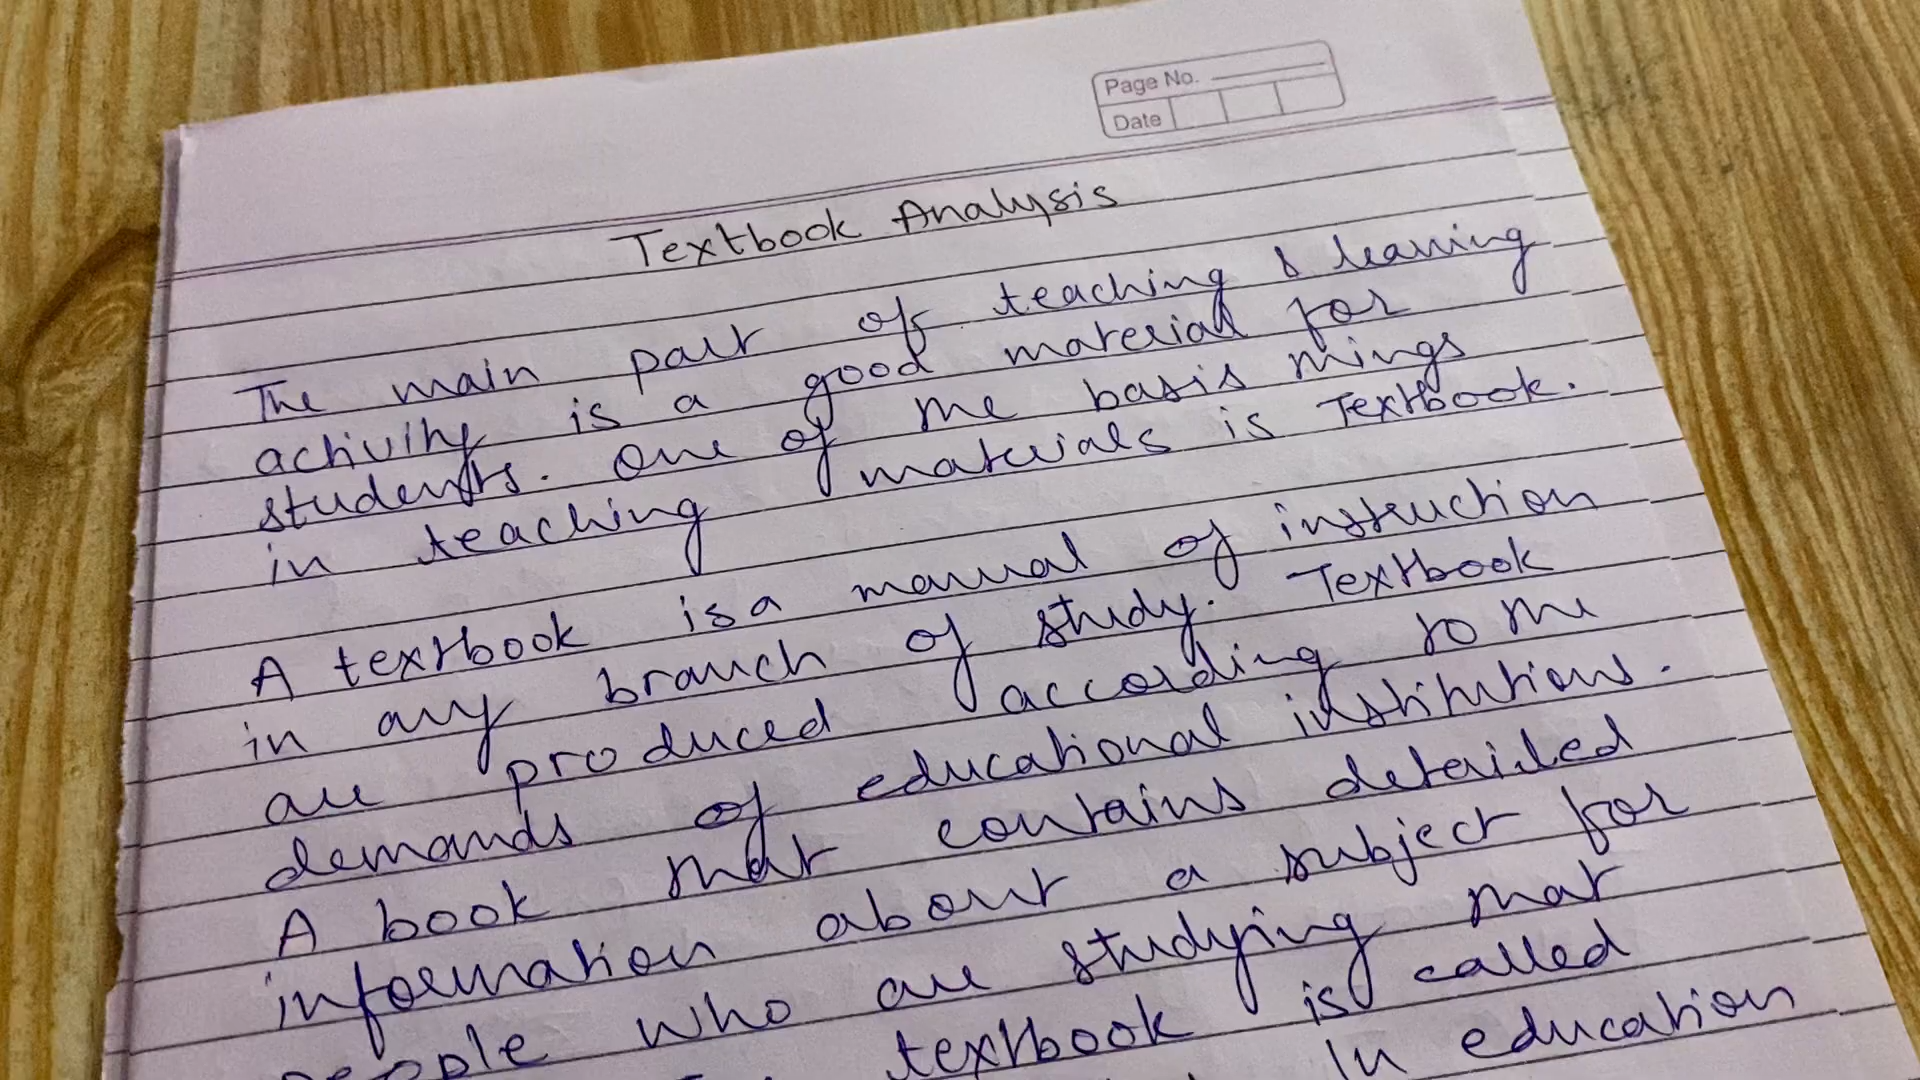 Page No.
Date
Textbook Analysis
The main part of teaching & learning
activity is a good material for
students. One of the basis things
in teaching materials is Textbook.
A textbook is a manual of instruction
in any branch of study. Textbook
are produced according to the
demands of educational institutions.
A book that contains detailed
information about a subject for
people who are studying that
textbook is called
In education